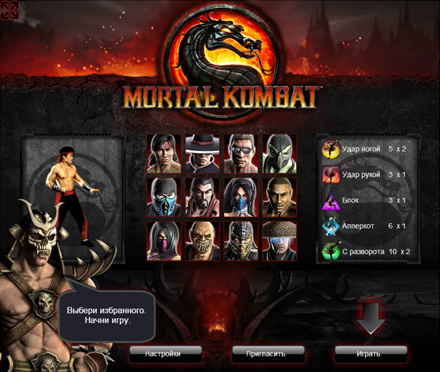 MORTAL KOMBAT
Удар ногой 5 x 2
Удар рукой 3 x 1
Блок 3 x 1
Апперкот 6 x 1
С разворота 10 x 2
Выбери избранного.
Начни игру.
Настройки
Пригласить
Играть